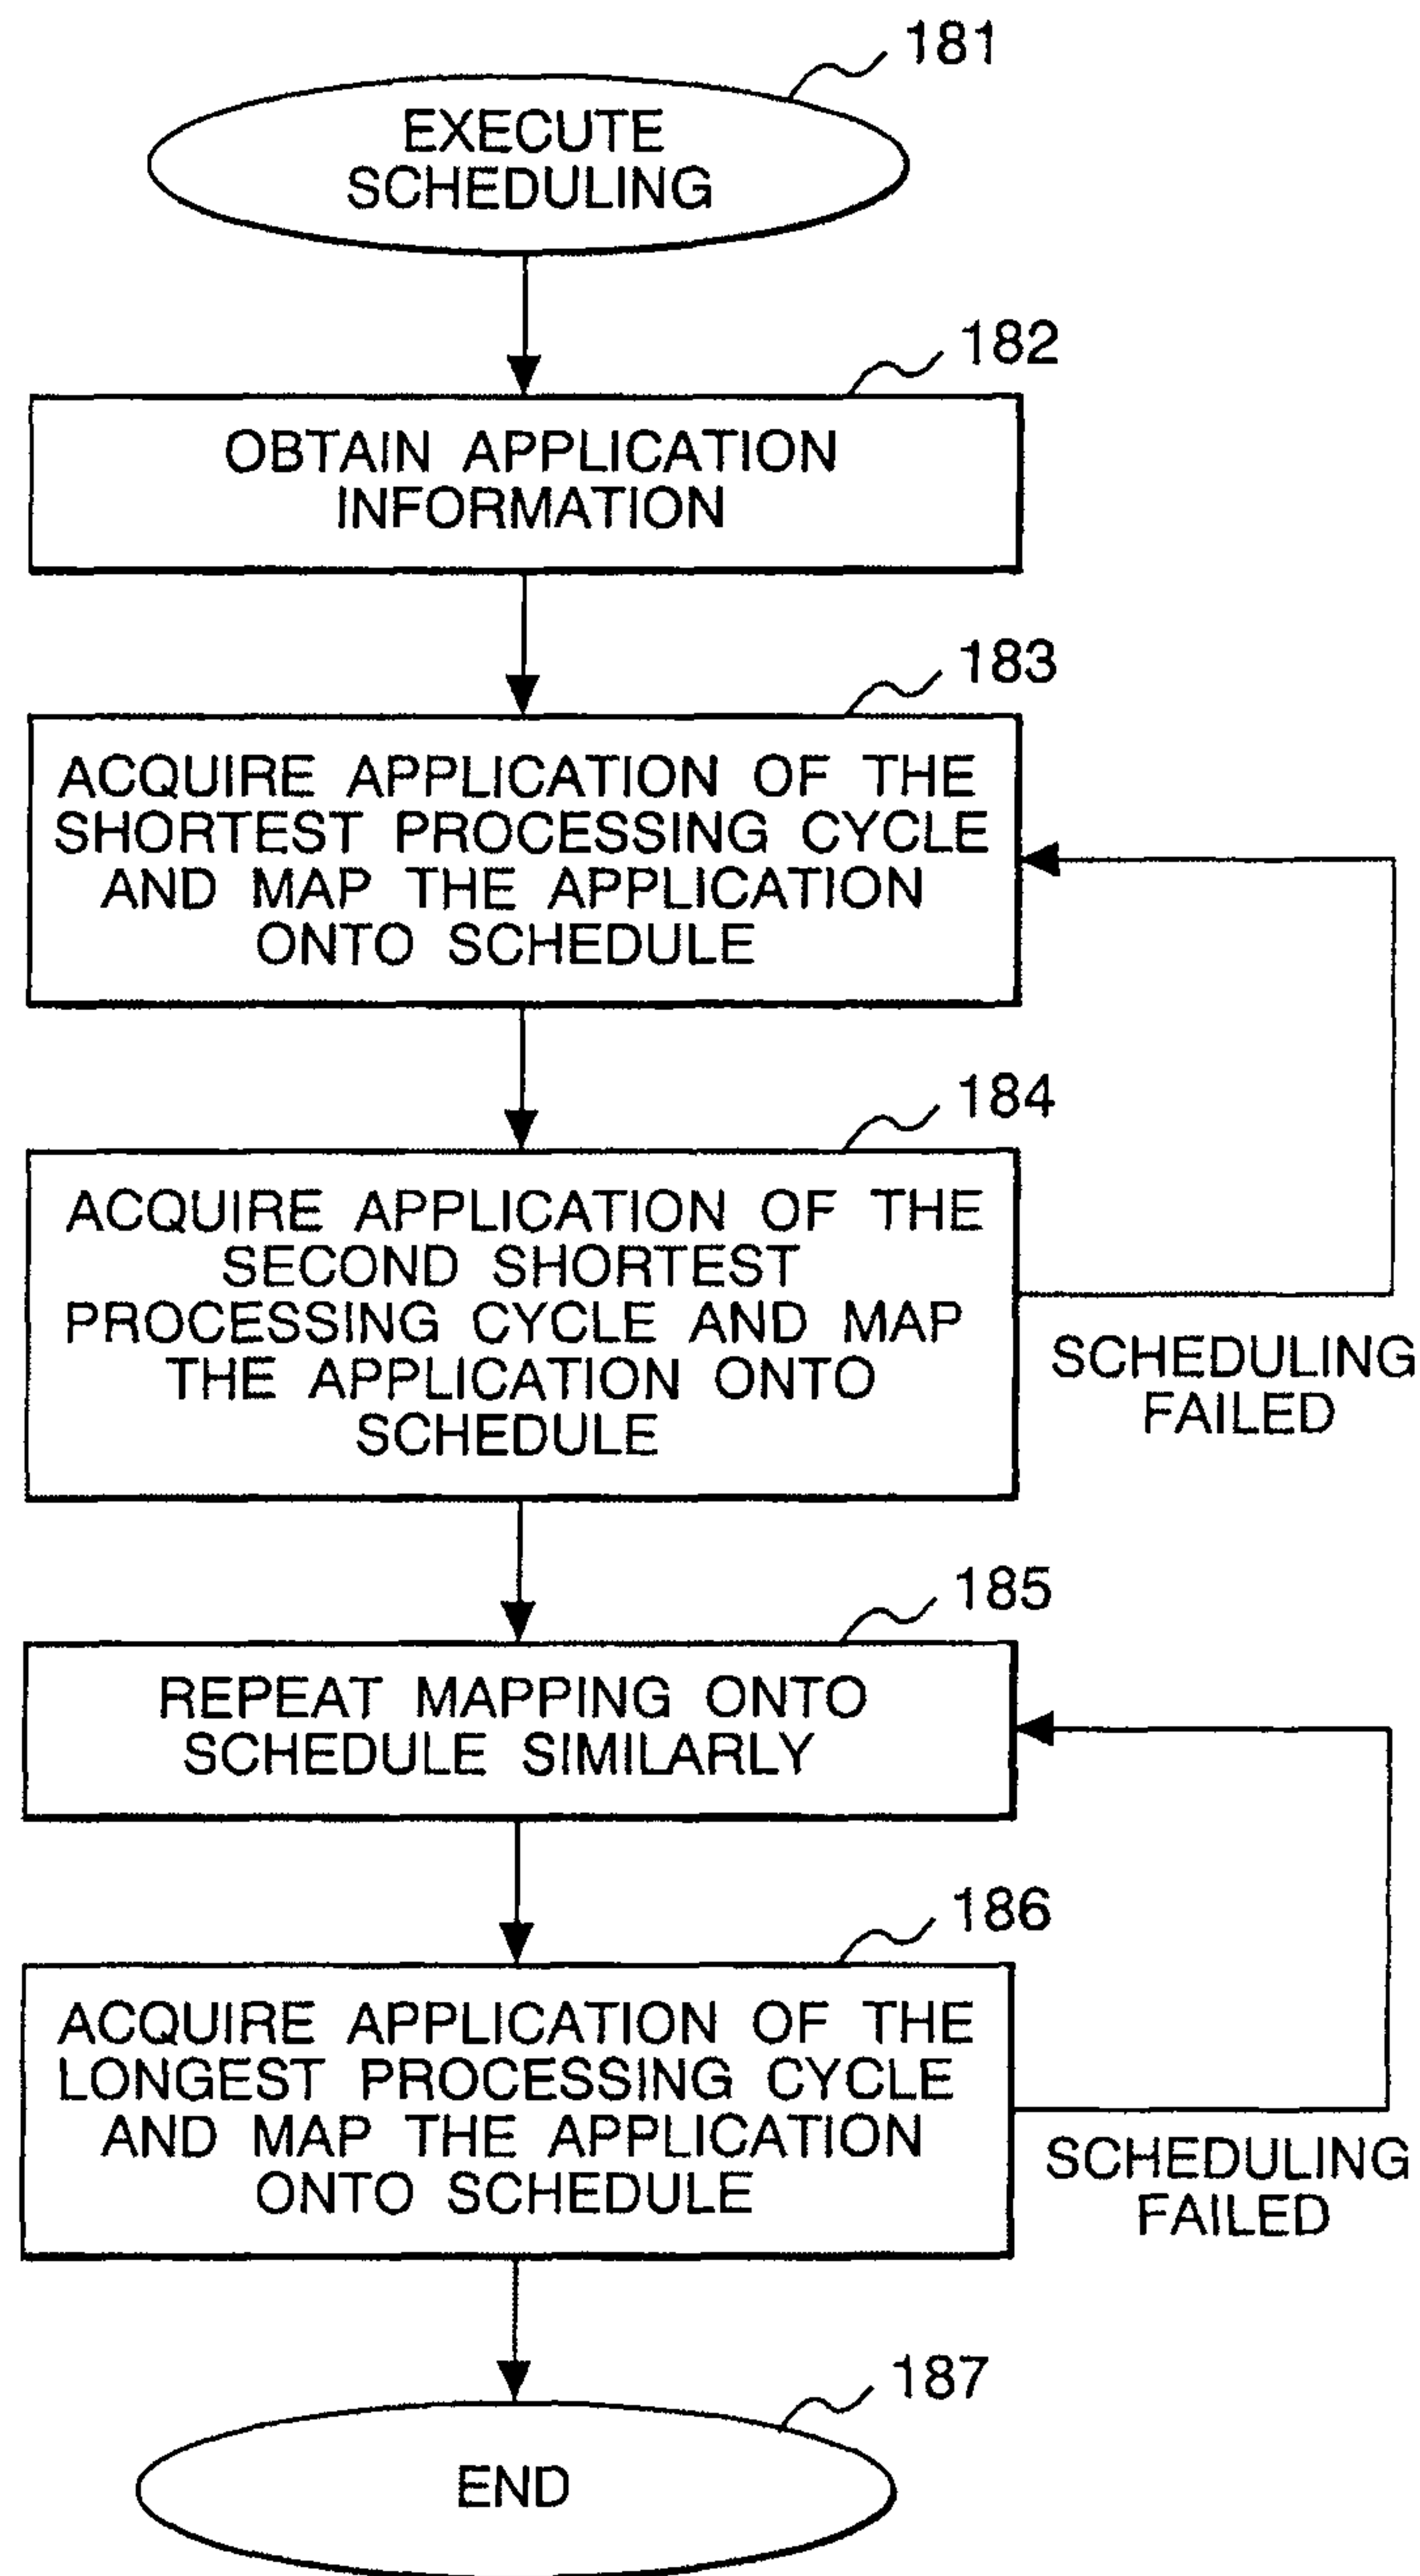 181
EXECUTE
SCHEDULING
182
OBTAIN APPLICATION
INFORMATION
183
ACQUIRE APPLICATION OF THE
SHORTEST PROCESSING CYCLE
AND MAP THE APPLICATION
ONTO SCHEDULE
184
ACQUIRE APPLICATION OF THE
SECOND SHORTEST
PROCESSING CYCLE AND MAP
THE APPLICATION ONTO
SCHEDULE
SCHEDULING
FAILED
185
REPEAT MAPPING ONTO
SCHEDULE SIMILARLY
186
ACQUIRE APPLICATION OF THE
LONGEST PROCESSING CYCLE
AND MAP THE APPLICATION
ONTO SCHEDULE
SCHEDULING
FAILED
187
END